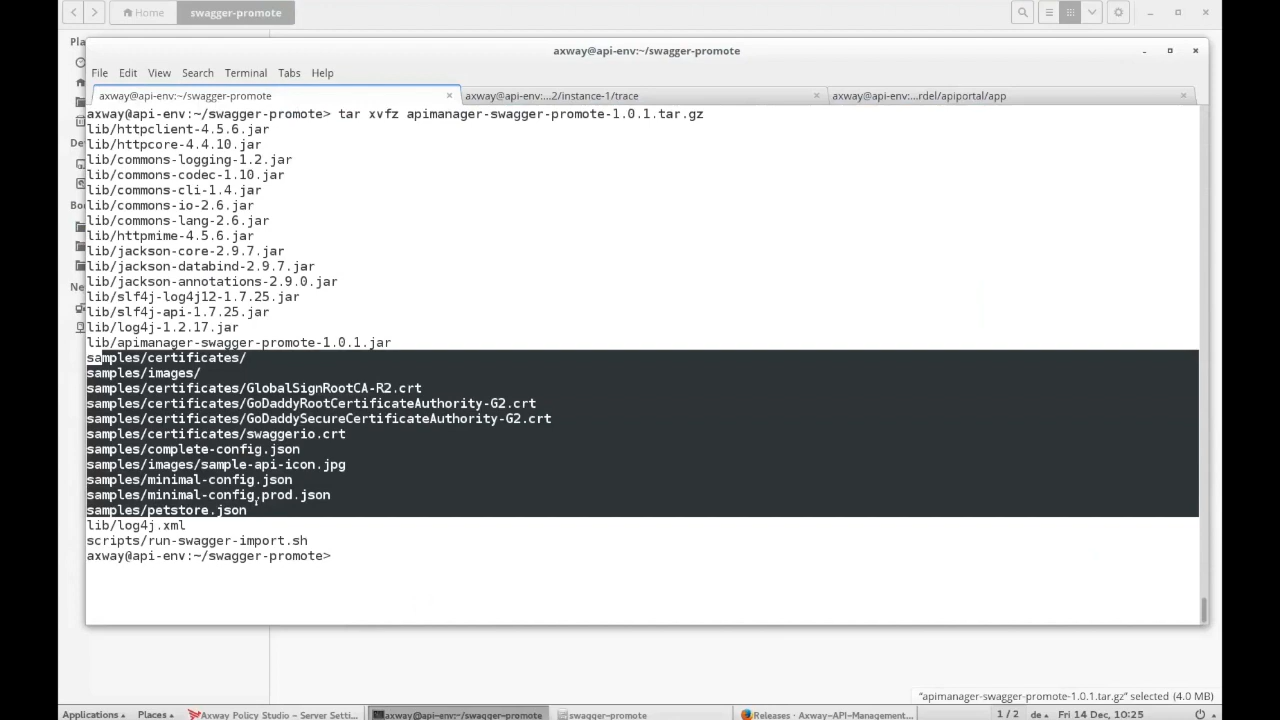 Home
swagger-promote
Pla
axway@api-env:~/swagger-promote
File Edit View Search Terminal Tabs Help
axway@api-env:~/swagger-promote
axway@api-env:...2/instance-1/trace
axway@api-env:...rdel/apiportal/app
axway@api-env:~/swagger-promote> tar xvfz apimanager-swagger-promote-1.0.1.tar.gz
lib/httpclient-4.5.6.jar
lib/httpcore-4.4.10.jar
De
lib/commons-logging-1.2.jar
lib/commons-codec-1.10.jar
lib/commons-cli-1.4.jar
Bo
lib/commons-io-2.6.jar
lib/commons-lang-2.6.jar
lib/httpmime-4.5.6.jar
lib/jackson-core-2.9.7.jar
lib/jackson-databind-2.9.7.jar
lib/jackson-annotations-2.9.0.jar
Ne
lib/slf4j-log4j12-1.7.25.jar
lib/slf4j-api-1.7.25.jar
lib/log4j-1.2.17.jar
lib/apimanager-swagger-promote-1.0.1.jar
samples/certificates/
samples/images/
samples/certificates/GlobalSignRootCA-R2.crt
samples/certificates/GoDaddyRootCertificateAuthority-G2.crt
samples/certificates/GoDaddySecureCertificateAuthority-G2.crt
samples/certificates/swaggerio.crt
samples/complete-config.json
samples/images/sample-api-icon.jpg
samples/minimal-config.json
samples/minimal-config.prod.json
samples/petstore.json
lib/log4j.xml
scripts/run-swagger-import.sh
axway@api-env:~/swagger-promote>
"apimanager-swagger-promote-1.0.1.tar.gz" selected (4.0 MB)
Applications Places Axway Policy Studio - Server Setti... axway@api-env:~/swagger-promote swagger-promote Releases · Axway-API-Management... 1 / 2 de Fri 14 Dec, 10:25